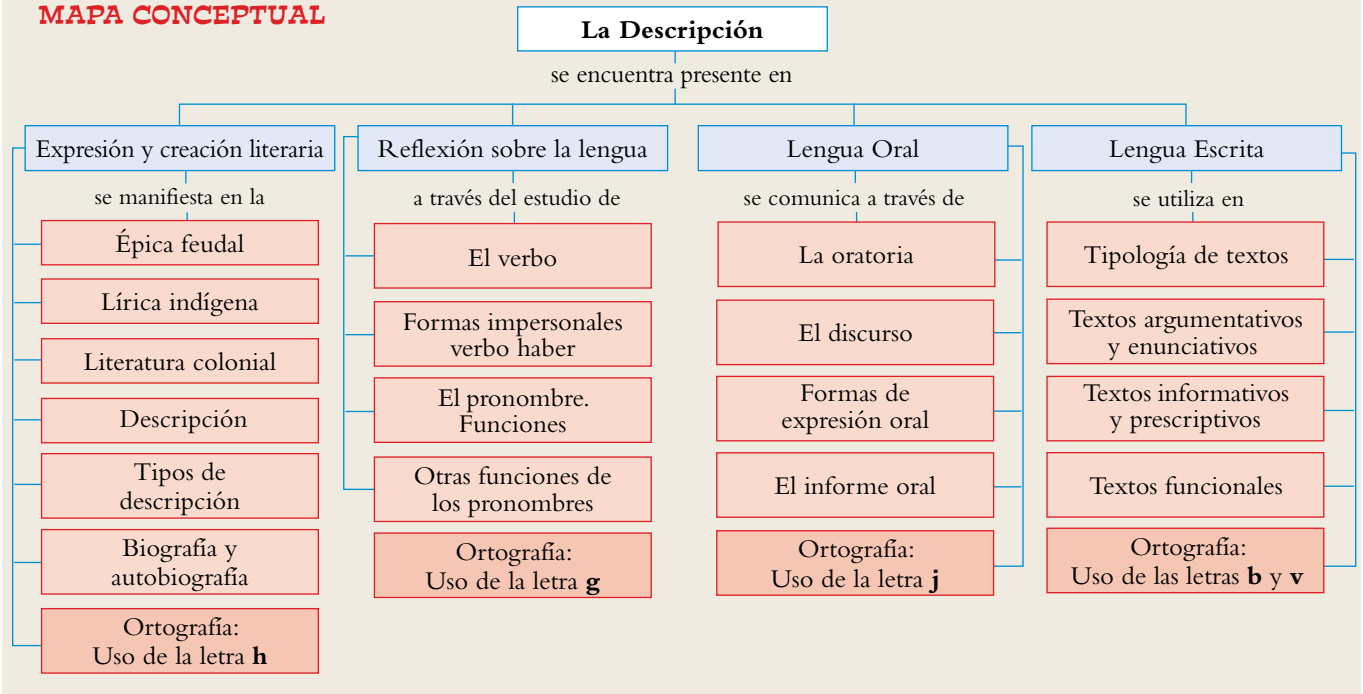 MAPA CONCEPTUAL
La Descripción
se encuentra presente en
Expresión y creación literaria
se manifiesta en la
Épica feudal
Lírica indígena
Literatura colonial
Descripción
Tipos de
descripción
Biografía y
autobiografía
Ortografía:
Uso de la letra h
Reflexión sobre la lengua
a través del estudio de
El verbo
Formas impersonales
verbo haber
El pronombre.
Funciones
Otras funciones de
los pronombres
Ortografía:
Uso de la letra g
Lengua Oral
se comunica a través de
La oratoria
El discurso
Formas de
expresión oral
El informe oral
Ortografía:
Uso de la letra j
Lengua Escrita
se utiliza en
Tipología de textos
Textos argumentativos
y enunciativos
Textos informativos
y prescriptivos
Textos funcionales
Ortografía:
Uso de las letras b y v